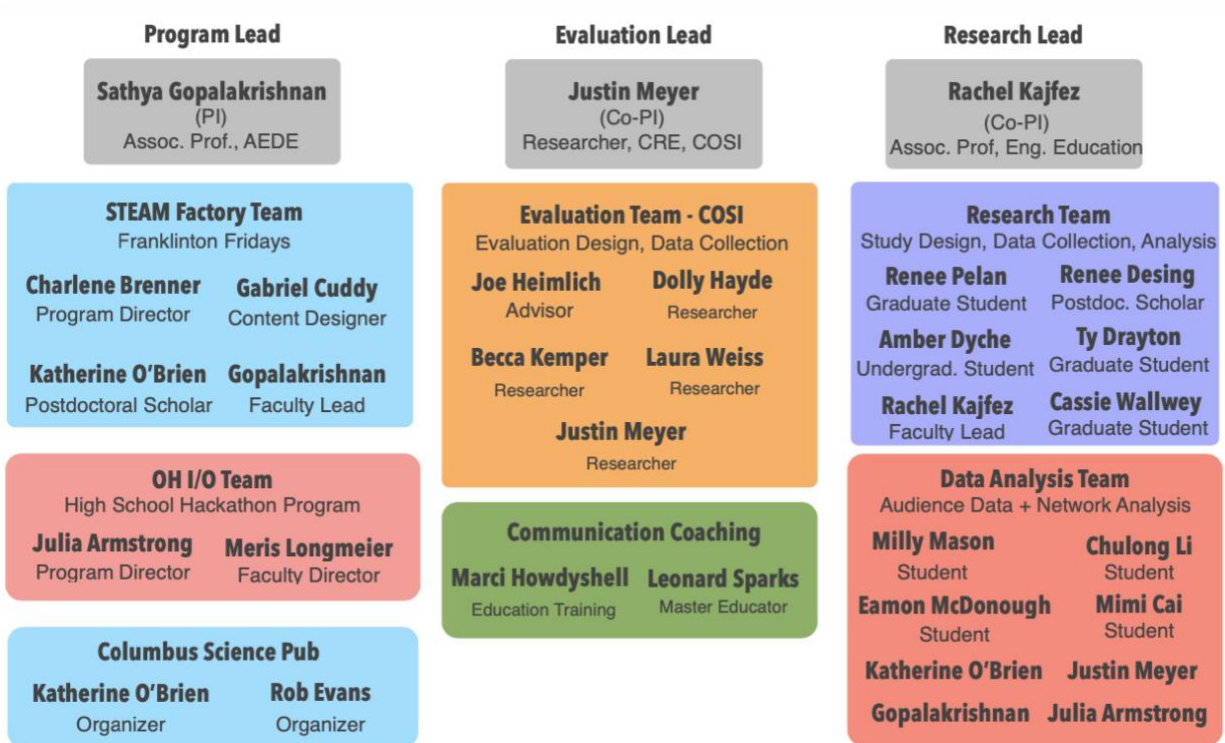 Program Lead
Sathya Gopalakrishnan
(PI)
Assoc. Prof., AEDE
STEAM Factory Team
Franklinton Fridays
Charlene Brenner
Program Director
Gabriel Cuddy
Content Designer
Katherine O'Brien
Postdoctoral Scholar
Gopalakrishnan
Faculty Lead
OH I/O Team
High School Hackathon Program
Julia Armstrong
Program Director
Meris Longmeier
Faculty Director
Columbus Science Pub
Katherine O'Brien
Organizer
Rob Evans
Organizer
Evaluation Lead
Justin Meyer
(Co-PI)
Researcher, CRE, COSI
Evaluation Team - COSI
Evaluation Design, Data Collection
Joe Heimlich
Advisor
Dolly Hayde
Researcher
Becca Kemper
Researcher
Laura Weiss
Researcher
Justin Meyer
Researcher
Communication Coaching
Marci Howdyshell
Education Training
Leonard Sparks
Master Educator
Research Lead
Rachel Kajfez
(Co-PI)
Assoc. Prof, Eng. Education
Research Team
Study Design, Data Collection, Analysis
Renee Pelan
Graduate Student
Renee Desing
Postdoc. Scholar
Amber Dyche
Undergrad. Student
Ty Drayton
Graduate Student
Rachel Kajfez
Faculty Lead
Cassie Wallwey
Graduate Student
Data Analysis Team
Audience Data + Network Analysis
Milly Mason
Student
Chulong Li
Student
Eamon McDonough
Student
Mimi Cai
Student
Katherine O'Brien
Justin Meyer
Gopalakrishnan
Julia Armstrong